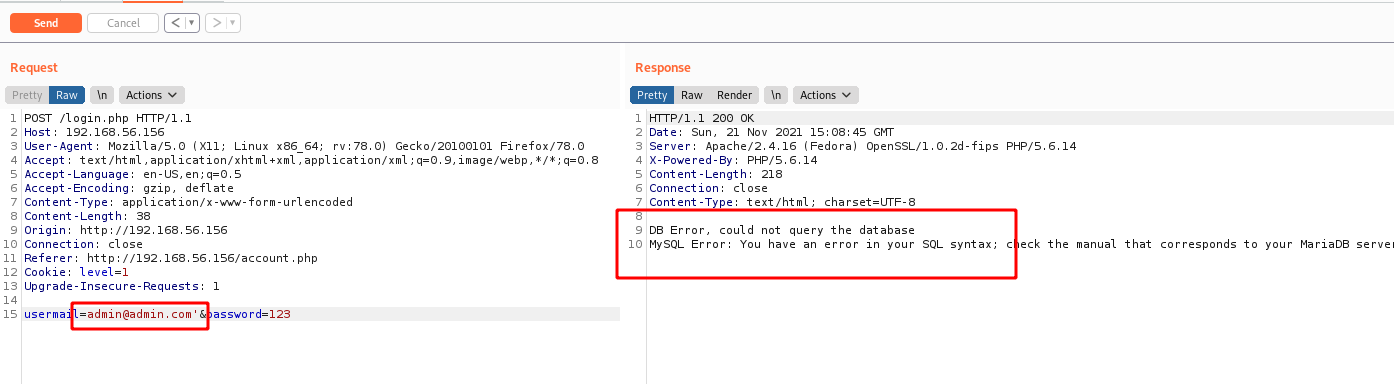 Send Cancel < ▼ > ▼
Request
Pretty Raw \n Actions
1 POST /login.php HTTP/1.1
2 Host: 192.168.56.156
3 User-Agent: Mozilla/5.0 (X11; Linux x86_64; rv:78.0) Gecko/20100101 Firefox/78.0
4 Accept: text/html,application/xhtml+xml,application/xml;q=0.9,image/webp,*/*;q=0.8
5 Accept-Language: en-US,en;q=0.5
6 Accept-Encoding: gzip, deflate
7 Content-Type: application/x-www-form-urlencoded
8 Content-Length: 38
9 Origin: http://192.168.56.156
10 Connection: close
11 Referer: http://192.168.56.156/account.php
12 Cookie: level=1
13 Upgrade-Insecure-Requests: 1
14
15 usermail=admin@admin.com'&password=123
Response
Pretty Raw Render \n Actions
1 HTTP/1.1 200 OK
2 Date: Sun, 21 Nov 2021 15:08:45 GMT
3 Server: Apache/2.4.16 (Fedora) OpenSSL/1.0.2d-fips PHP/5.6.14
4 X-Powered-By: PHP/5.6.14
5 Content-Length: 218
6 Connection: close
7 Content-Type: text/html; charset=UTF-8
8
9 DB Error, could not query the database
10 MySQL Error: You have an error in your SQL syntax; check the manual that corresponds to your MariaDB server